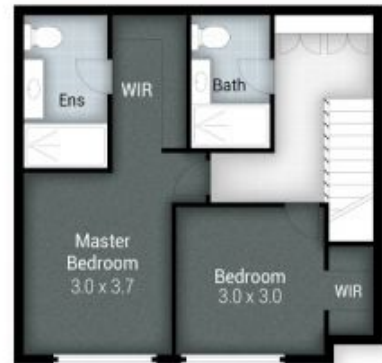 Ens
WIR
Bath
Master
Bedroom
3.0 x 3.7
Bedroom
3.0 x 3.0
WIR